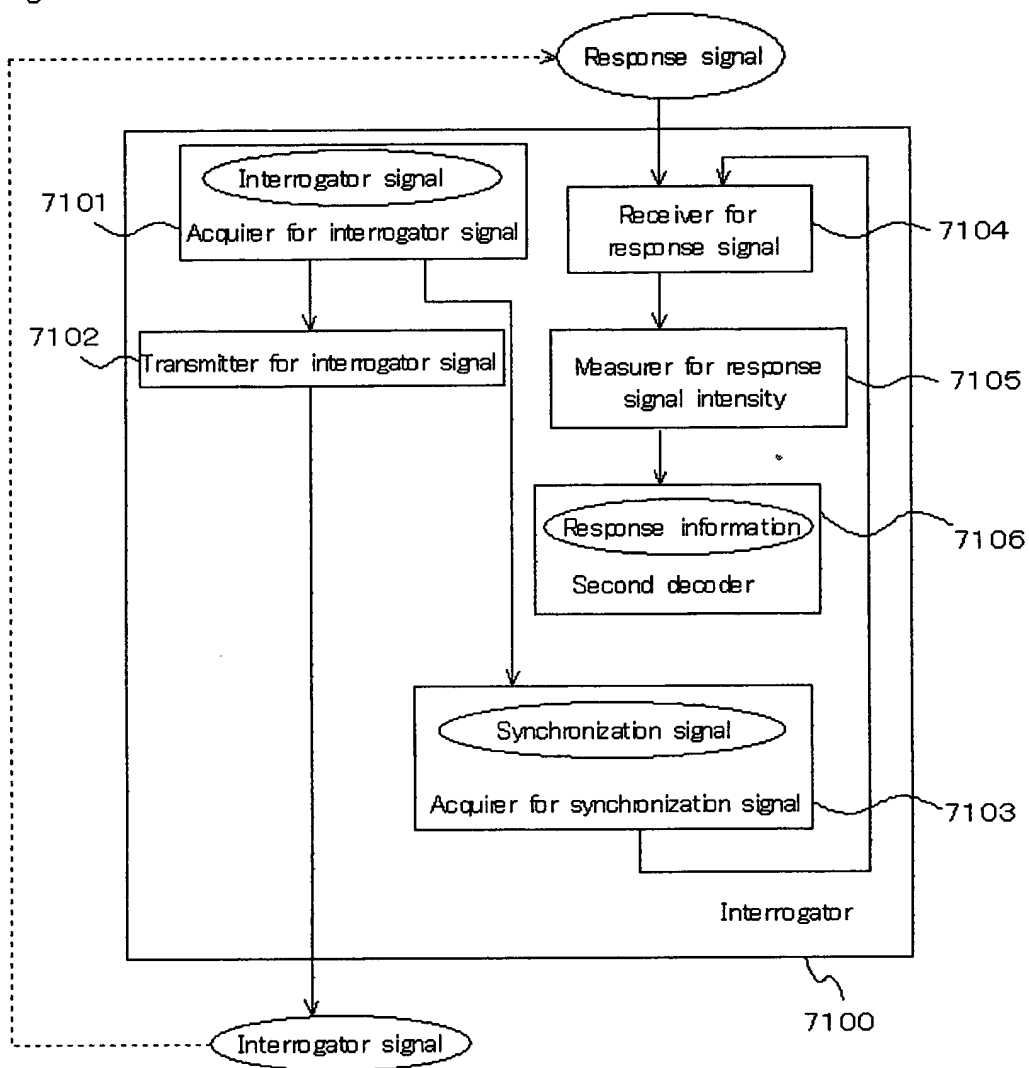 Response signal
Interrogator signal
Acquirer for interrogator signal
7101
Receiver for
response signal
7104
7102
Transmitter for interrogator signal
Measurer for response
signal intensity
7105
Response information
Second decoder
7106
Synchronization signal
Acquirer for synchronization signal
7103
Interrogator
7100
Interrogator signal